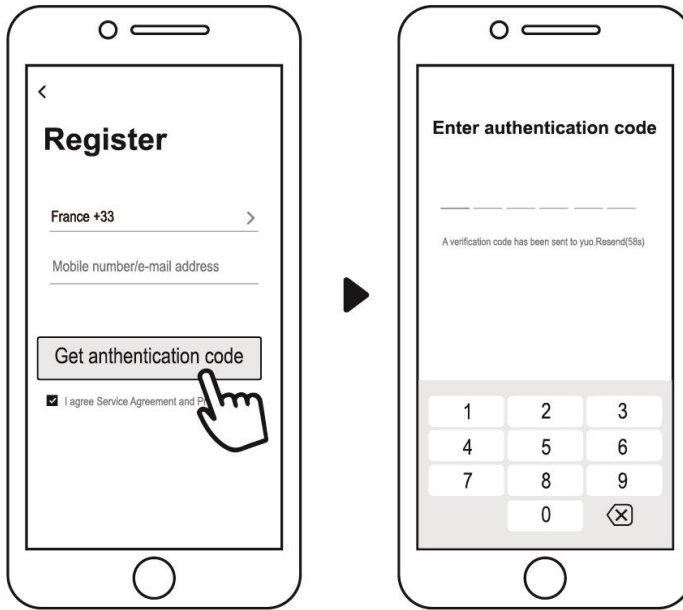 Register
France +33
Mobile number/e-mail address
Get anthentication code
I agree Service Agreement and
Enter authentication code
A verification code has been sent to yuo.Resend(58s)
1 2 3
4 5 6
7 8 9
0